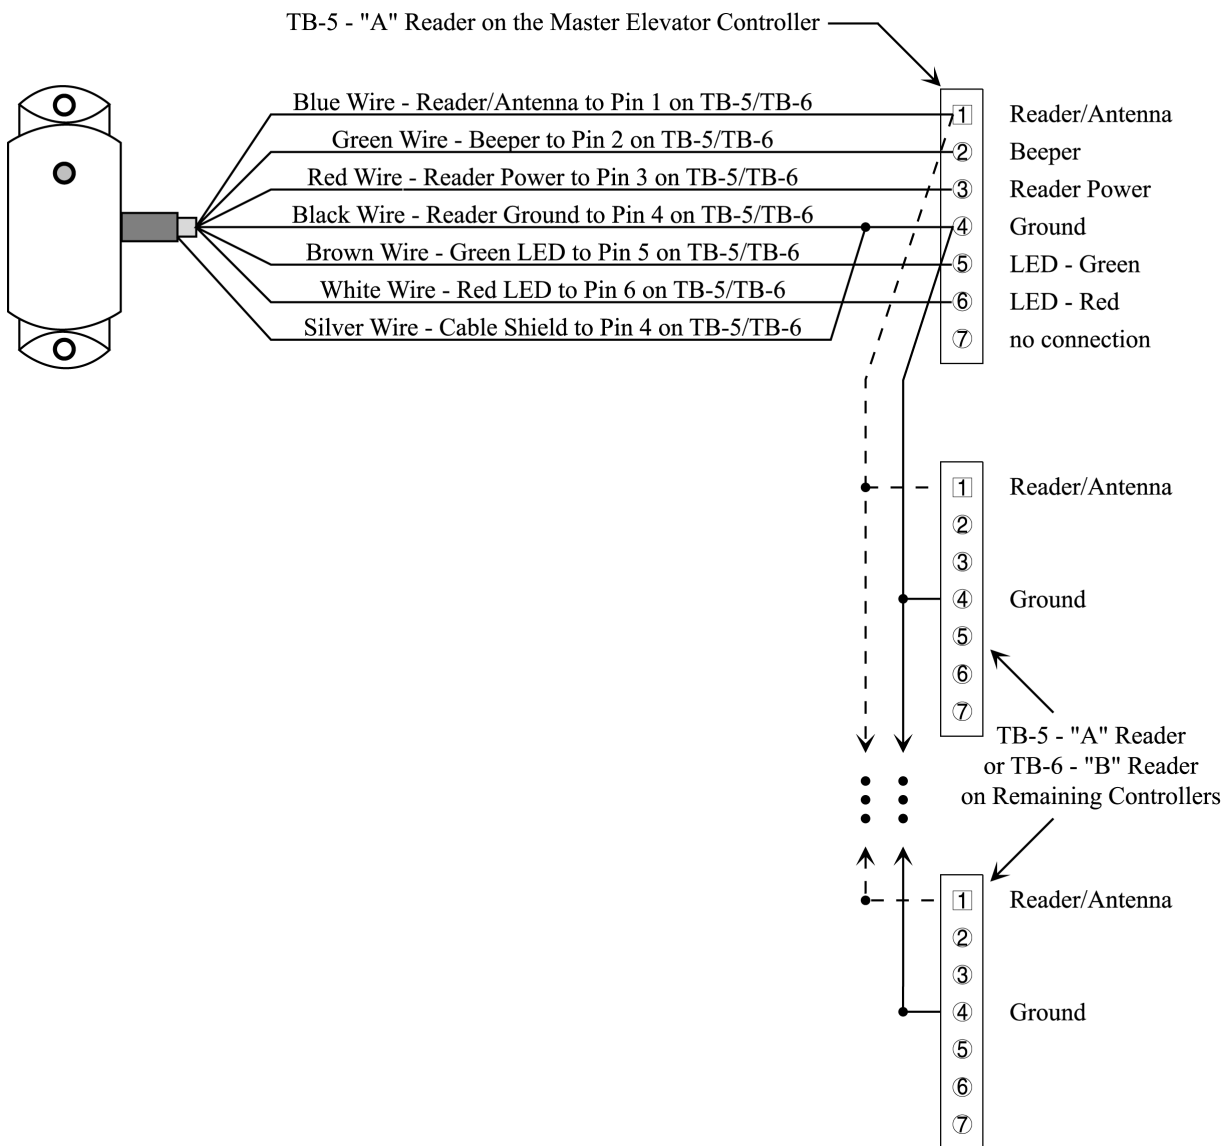 TB-5 - "A" Reader on the Master Elevator Controller
Blue Wire - Reader/Antenna to Pin 1 on TB-5/TB-6
Green Wire - Beeper to Pin 2 on TB-5/TB-6
Red Wire - Reader Power to Pin 3 on TB-5/TB-6
Black Wire - Reader Ground to Pin 4 on TB-5/TB-6
Brown Wire - Green LED to Pin 5 on TB-5/TB-6
White Wire - Red LED to Pin 6 on TB-5/TB-6
Silver Wire - Cable Shield to Pin 4 on TB-5/TB-6
1 Reader/Antenna
2 Beeper
3 Reader Power
4 Ground
5 LED - Green
6 LED - Red
7 no connection
1 Reader/Antenna
2
3
4 Ground
5
6
7
TB-5 - "A" Reader
or TB-6 - "B" Reader
on Remaining Controllers
1 Reader/Antenna
2
3
4 Ground
5
6
7